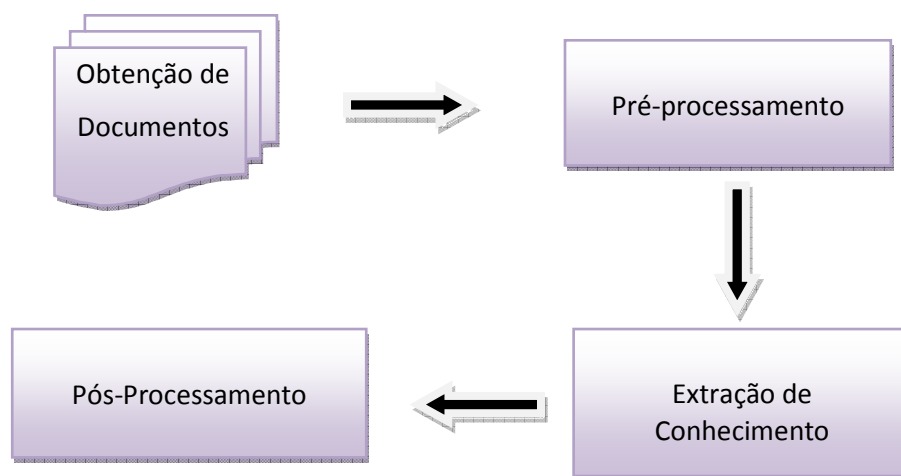 Obtenção de
Documentos
Pré-processamento
Extração de
Conhecimento
Pós-Processamento